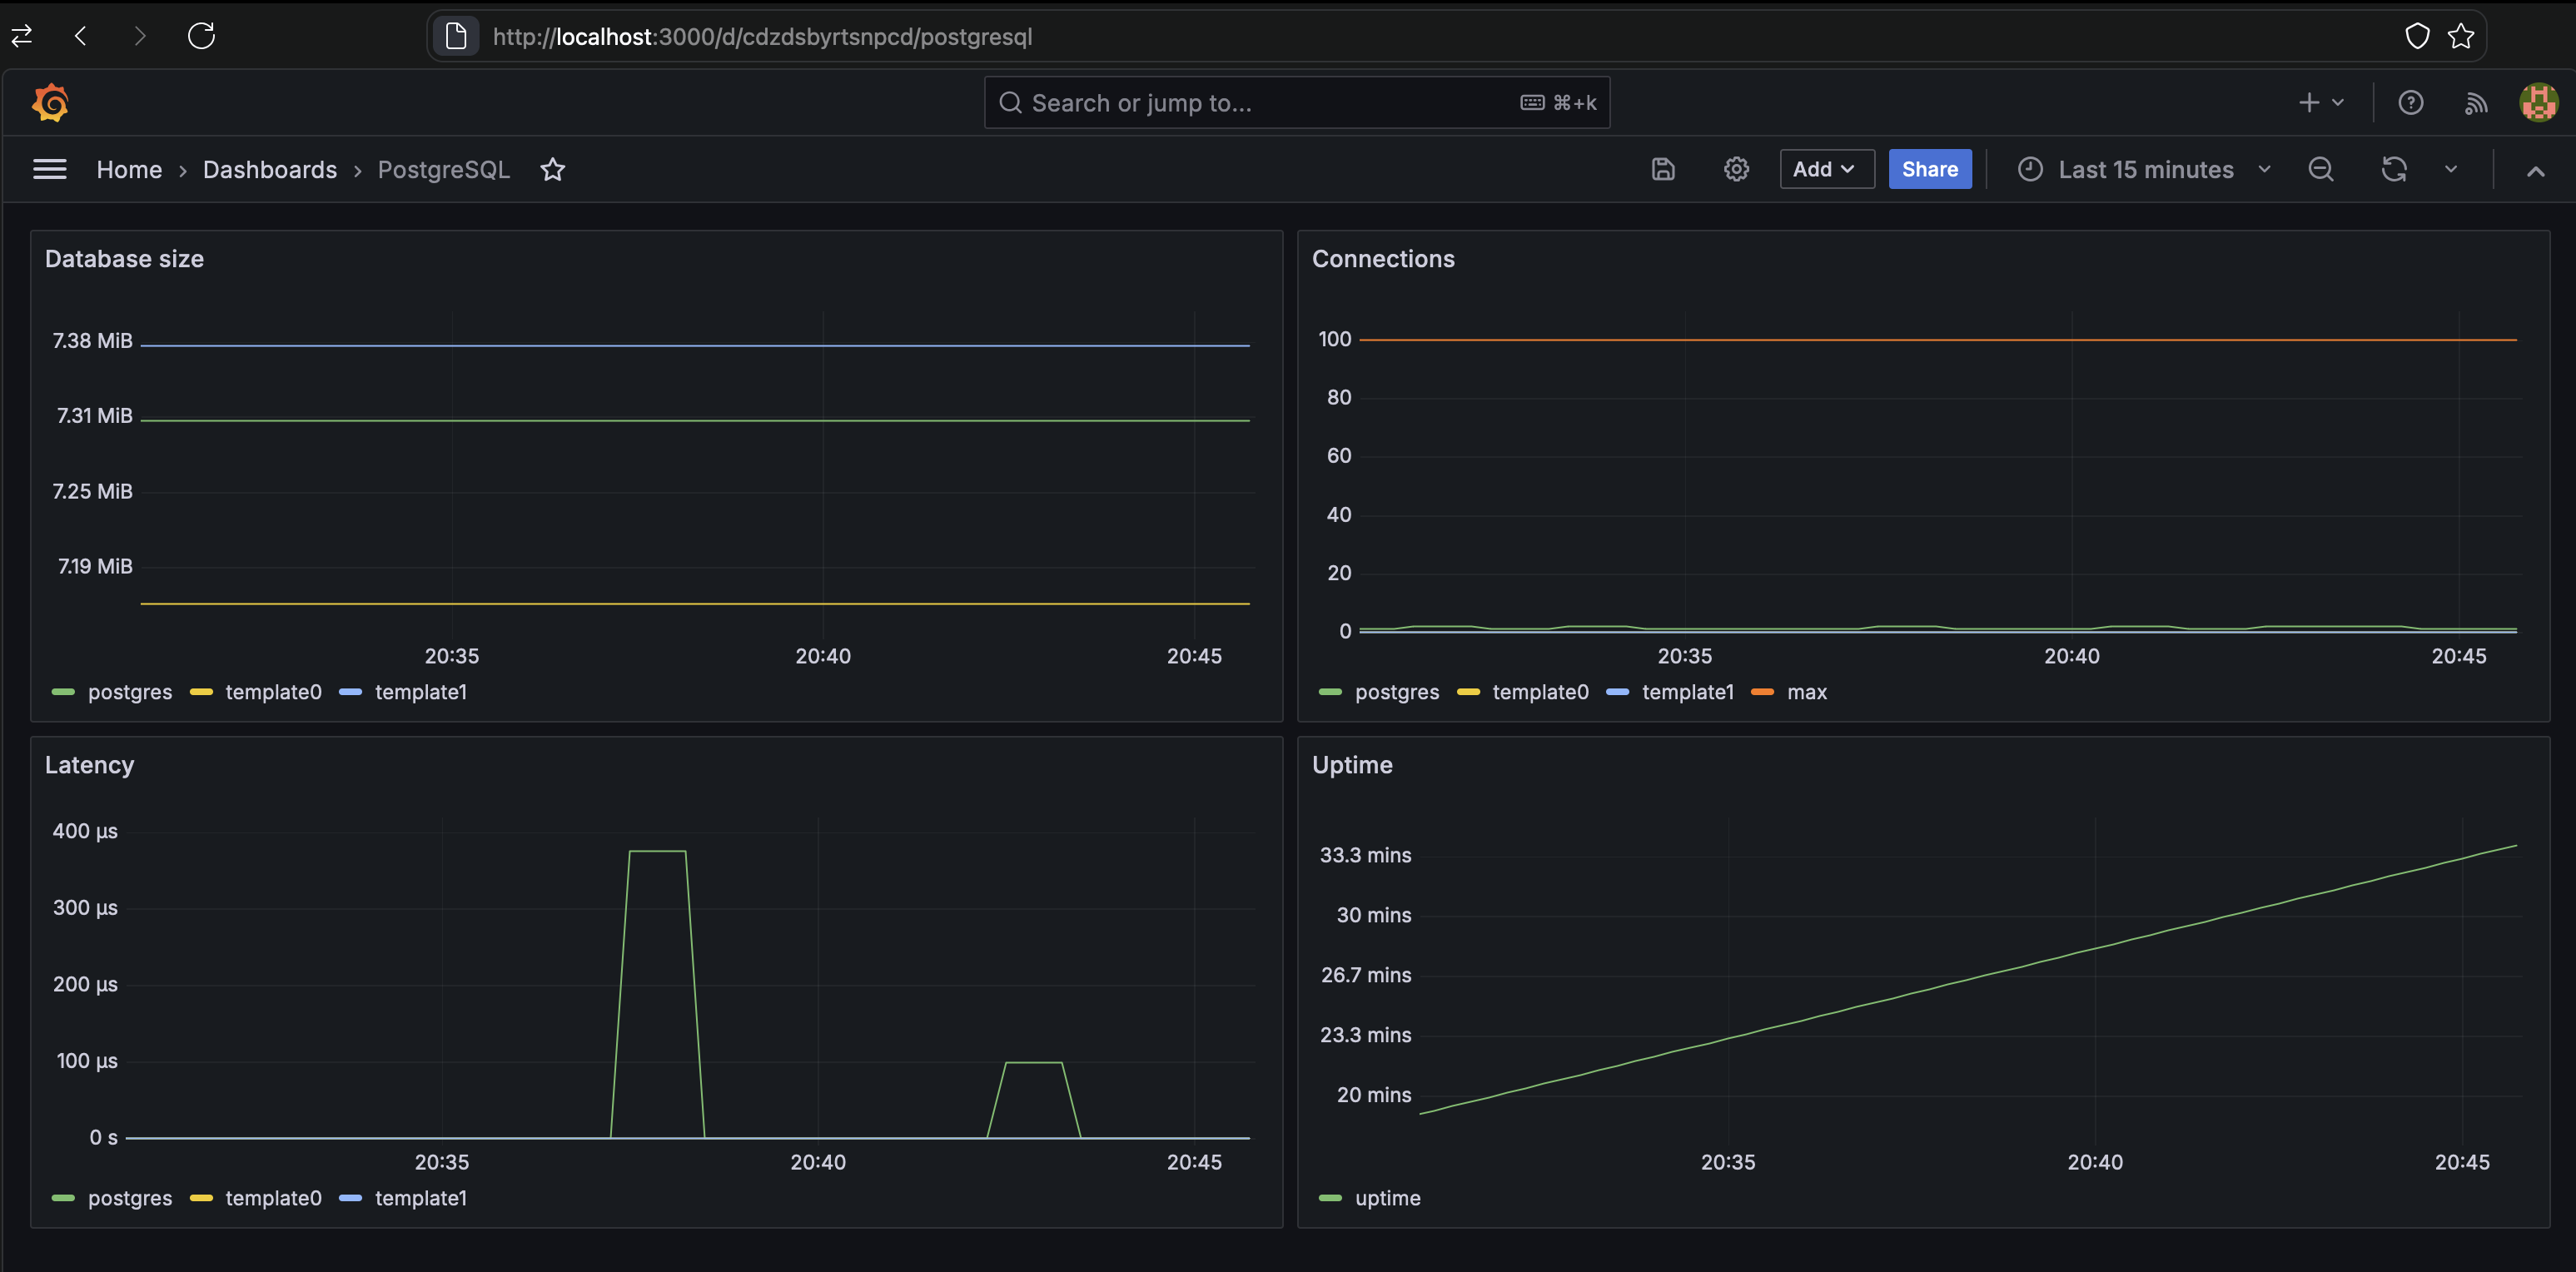 http://localhost:3000/d/cdzdsbyrtsnpcd/postgresql
Search or jump to... ⌘+k
Home › Dashboards › PostgreSQL
Add Share Last 15 minutes
Database size
7.38 MiB
7.31 MiB
7.25 MiB
7.19 MiB
20:35 20:40 20:45
postgres template0 template1
Connections
100
80
60
40
20
0
20:35 20:40 20:45
postgres template0 template1 max
Latency
400 µs
300 µs
200 µs
100 µs
0 s
20:35 20:40 20:45
postgres template0 template1
Uptime
33.3 mins
30 mins
26.7 mins
23.3 mins
20 mins
20:35 20:40 20:45
uptime